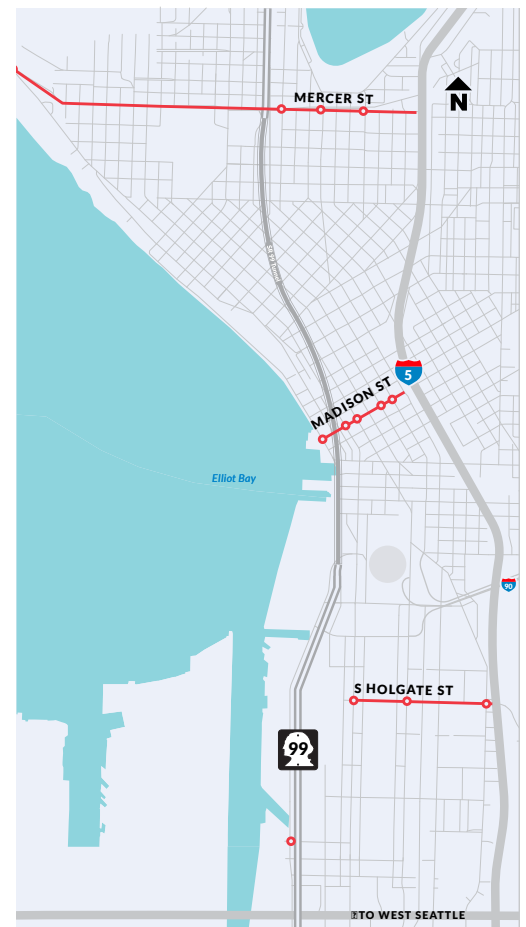 MERCER ST
N
SR 99 Tunnel
5
MADISON ST
Elliot Bay
90
S HOLGATE ST
99
TO WEST SEATTLE